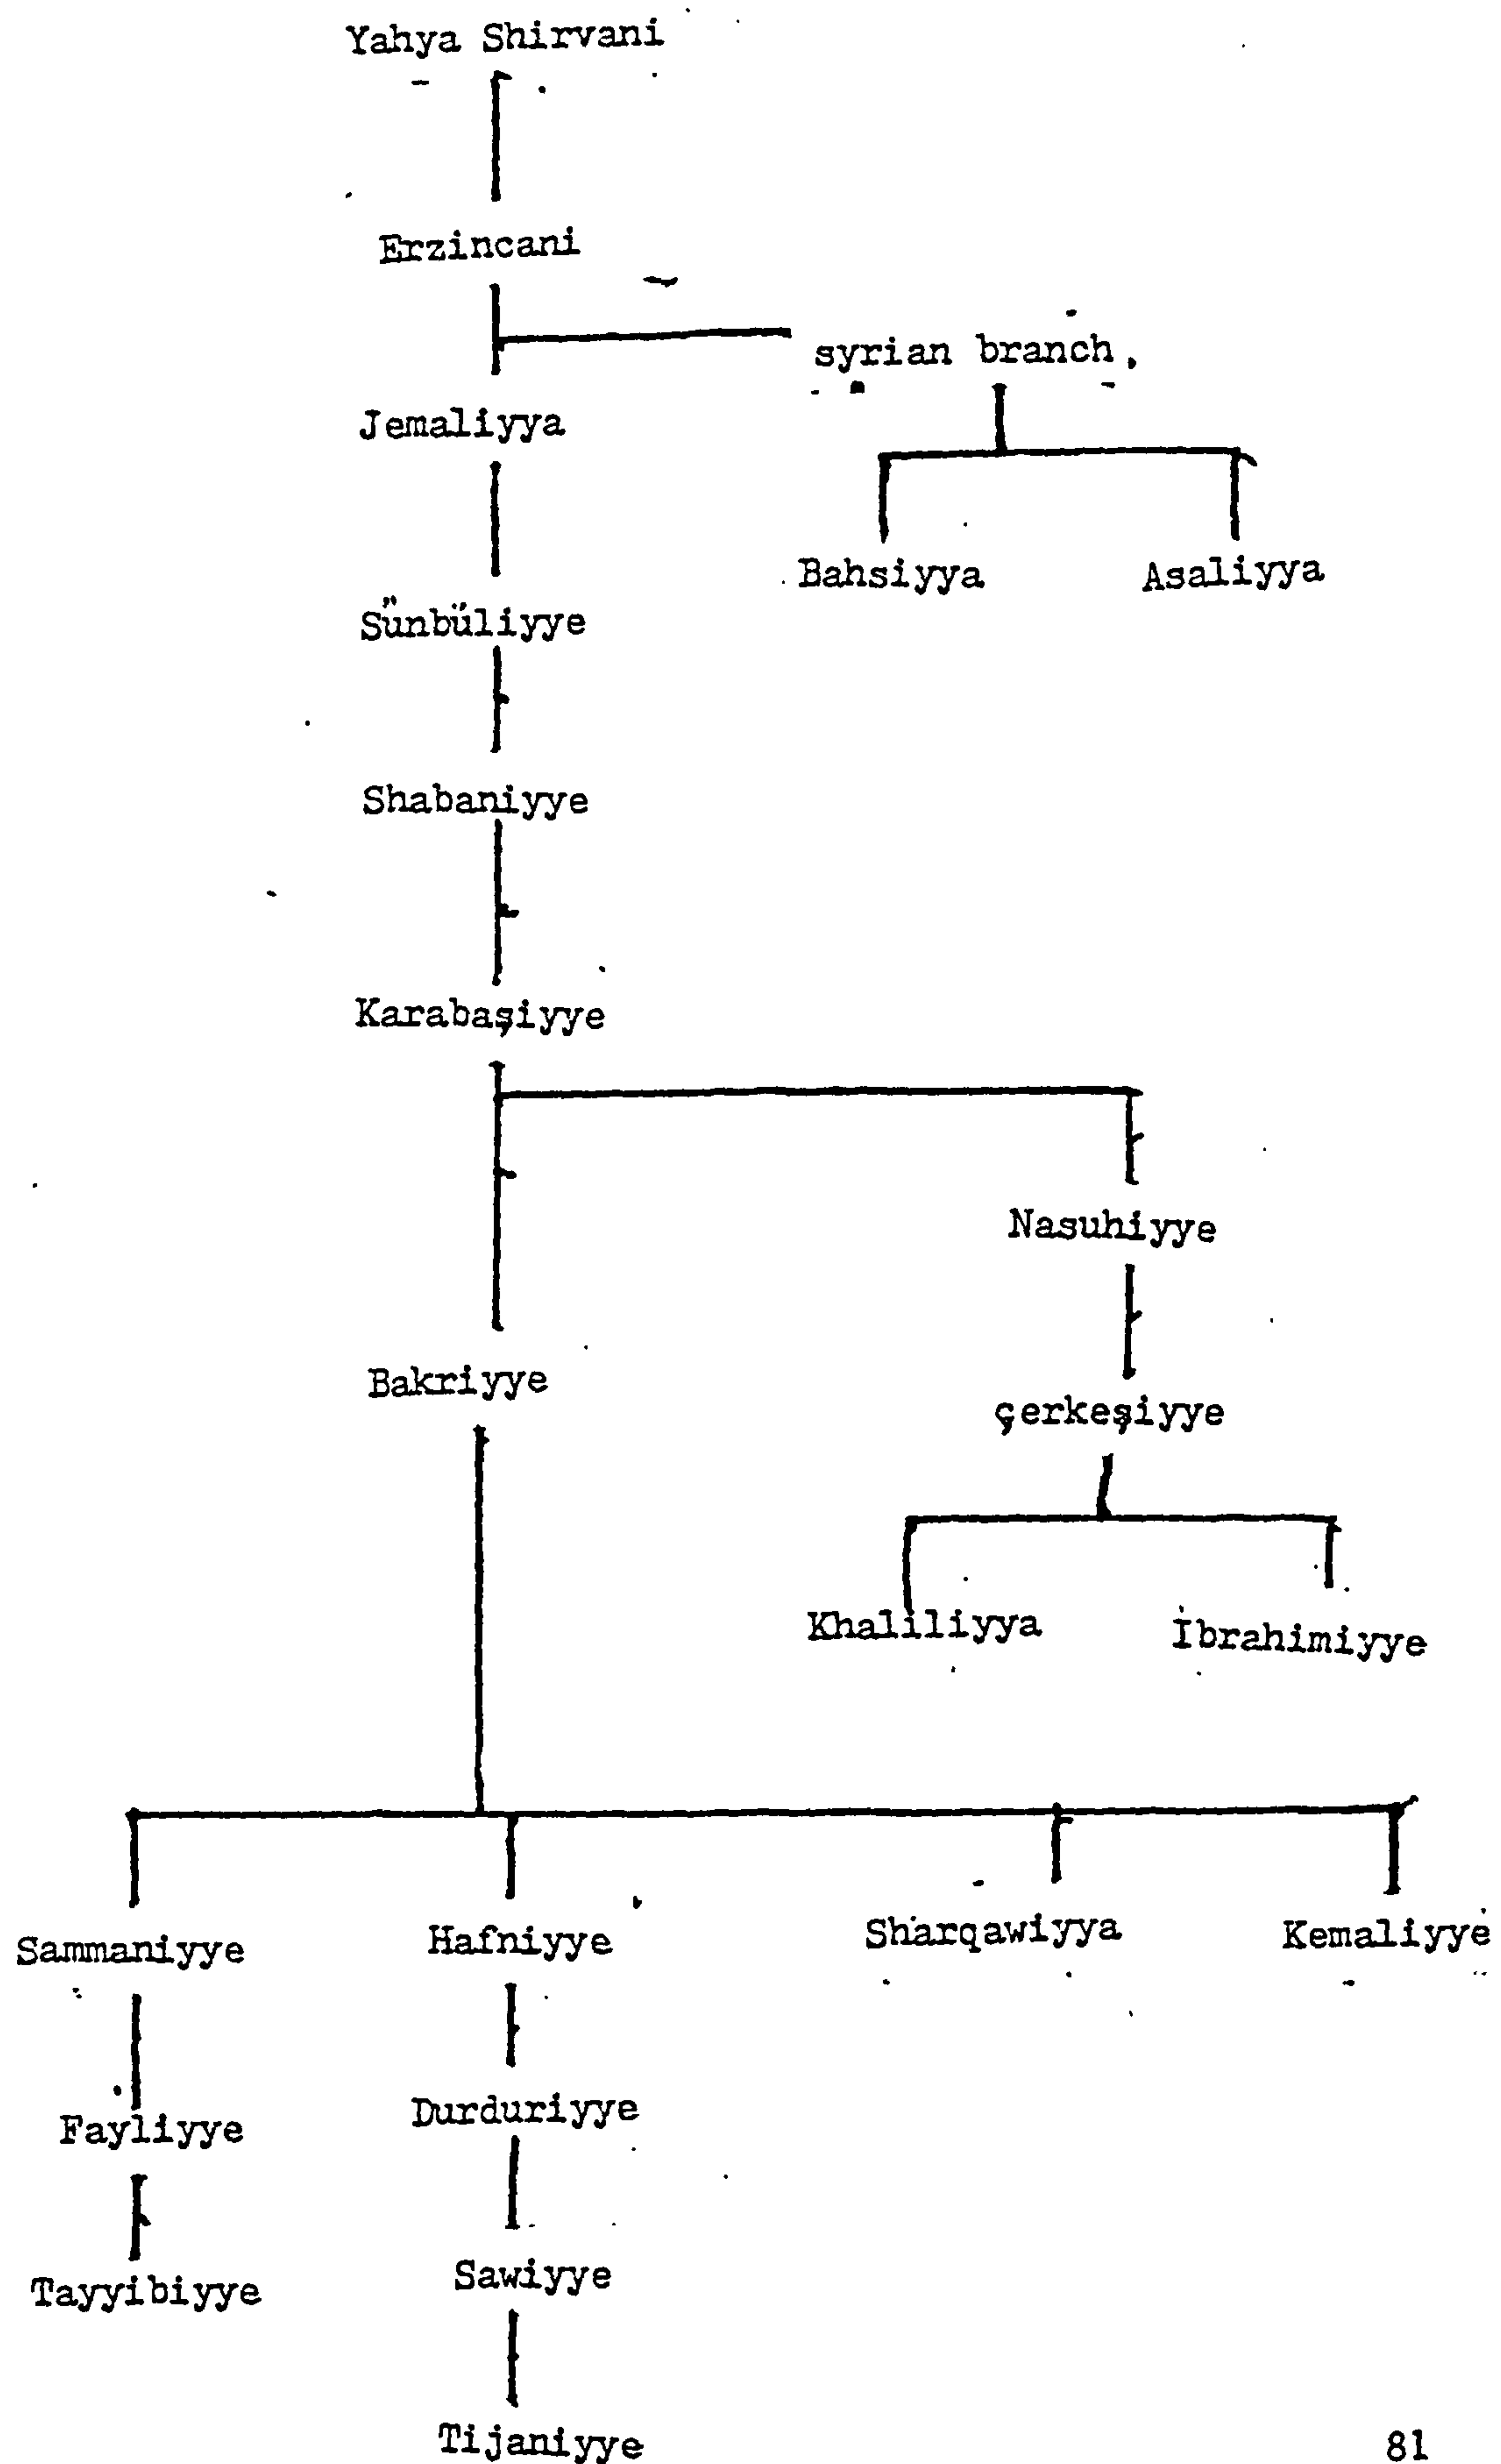 Yahya Shirvani
Erzincani
syrian branch.
Jemaliyya
Bahsiyya Asaliyya
Sünbüliyye
Shabaniyye
Karabaşiyye
Nasuhiyye
Bakriyye
çerkeşiyye
Khaliliyya İbrahimiyye
Sammaniyye Hafniyye Sharqawiyya Kemaliyye
Fayliyye Durduriyye
Tayyibiyye Sawiyye
Tijaniyye
81